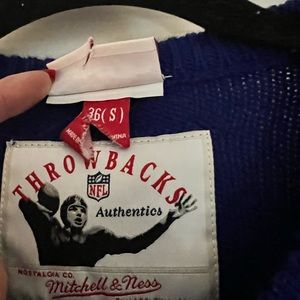 36(S)
THROWBACKS
NFL
Authentics
NOSTALGIA CO.
Mitchell & Ness